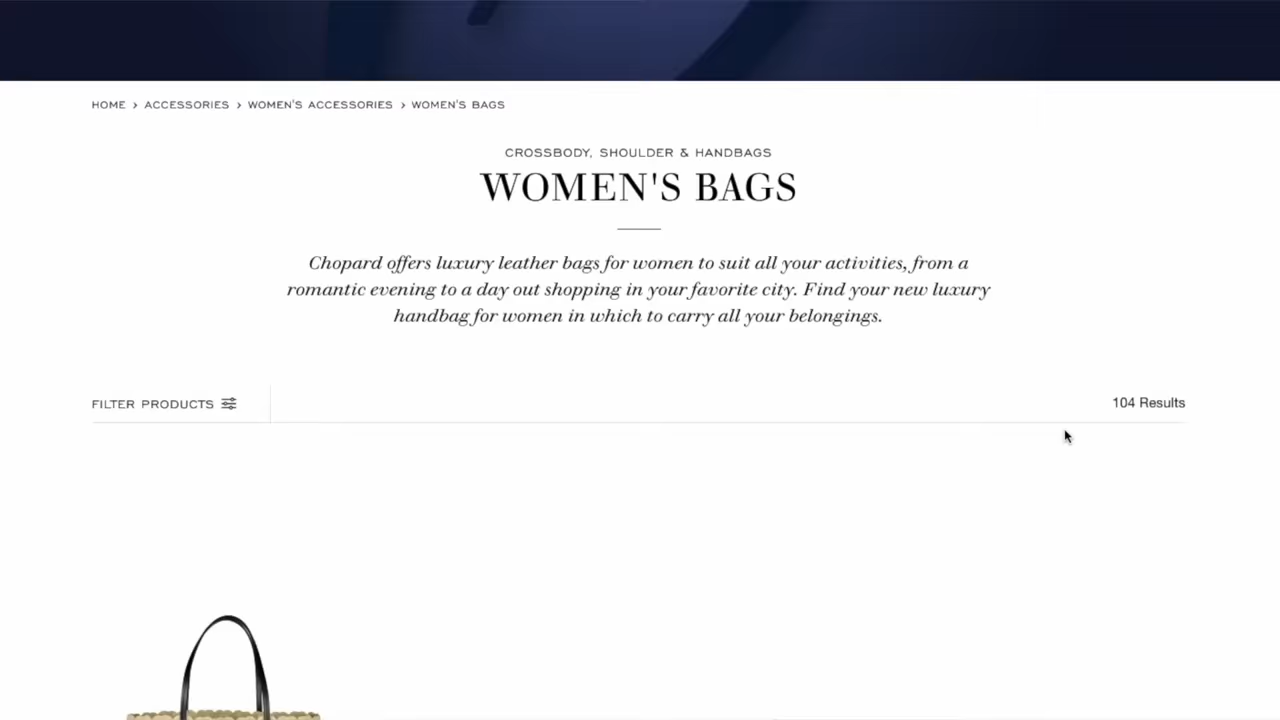 HOME > ACCESSORIES > WOMEN'S ACCESSORIES > WOMEN'S BAGS
CROSSBODY, SHOULDER & HANDBAGS
WOMEN'S BAGS
Chopard offers luxury leather bags for women to suit all your activities, from a
romantic evening to a day out shopping in your favorite city. Find your new luxury
handbag for women in which to carry all your belongings.
FILTER PRODUCTS
104 Results